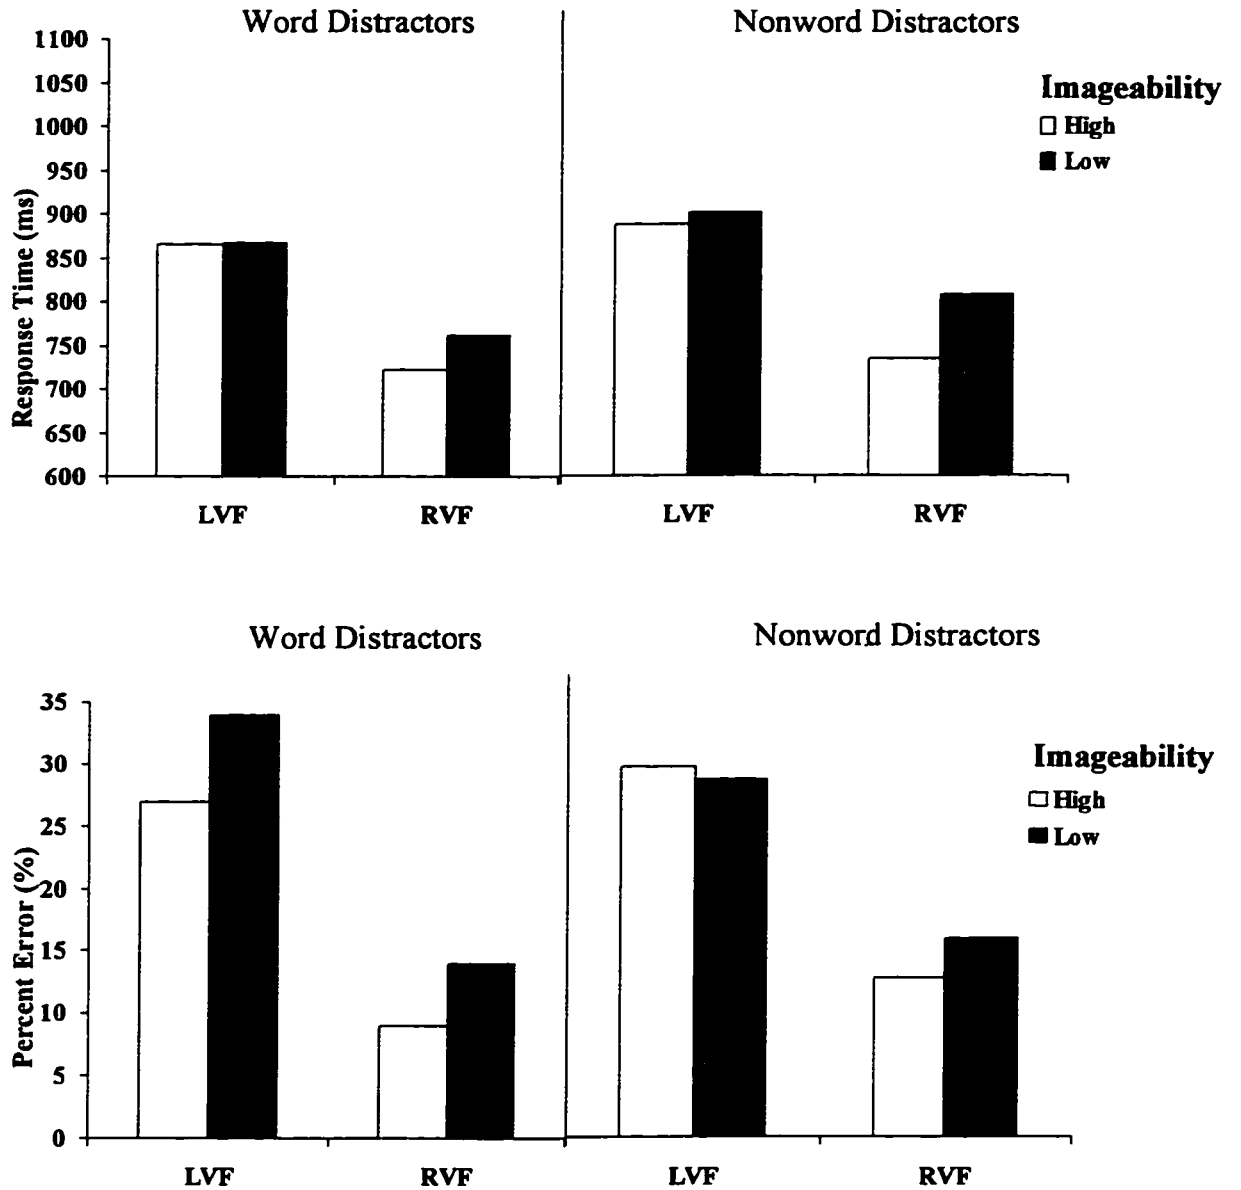 Word Distractors
Nonword Distractors
1100
1050
1000
950
900
850
800
750
700
650
600
Response Time (ms)
Imageability
High
Low
LVF
RVF
LVF
RVF
Word Distractors
Nonword Distractors
35
30
25
20
15
10
5
0
Percent Error (%)
Imageability
High
Low
LVF
RVF
LVF
RVF